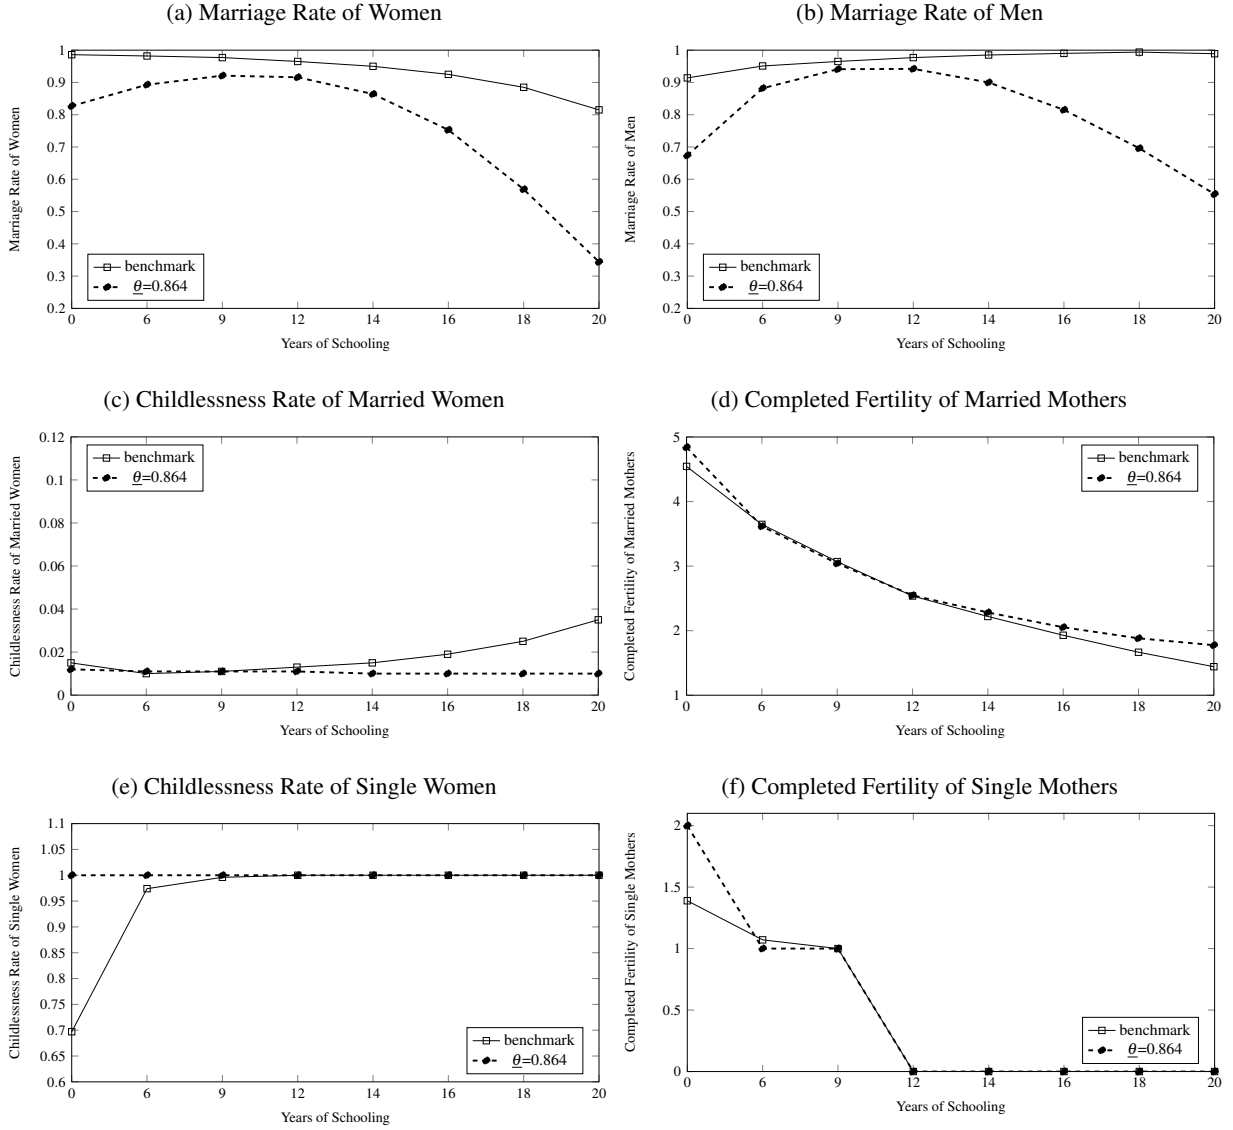 (a) Marriage Rate of Women
1
0.9
0.8
0.7
0.6
0.5
0.4
0.3
0.2
Marriage Rate of Women
benchmark
θ=0.864
0 6 9 12 14 16 18 20
Years of Schooling
(b) Marriage Rate of Men
1
0.9
0.8
0.7
0.6
0.5
0.4
0.3
0.2
Marriage Rate of Men
benchmark
θ=0.864
0 6 9 12 14 16 18 20
Years of Schooling
(c) Childlessness Rate of Married Women
0.12
0.1
0.08
0.06
0.04
0.02
0
Childlessness Rate of Married Women
benchmark
θ=0.864
0 6 9 12 14 16 18 20
Years of Schooling
(d) Completed Fertility of Married Mothers
5
4
3
2
1
Completed Fertility of Married Mothers
benchmark
θ=0.864
0 6 9 12 14 16 18 20
Years of Schooling
(e) Childlessness Rate of Single Women
1.1
1.05
1
0.95
0.9
0.85
0.8
0.75
0.7
0.65
0.6
Childlessness Rate of Single Women
benchmark
θ=0.864
0 6 9 12 14 16 18 20
Years of Schooling
(f) Completed Fertility of Single Mothers
2
1.5
1
0.5
0
Completed Fertility of Single Mothers
benchmark
θ=0.864
0 6 9 12 14 16 18 20
Years of Schooling